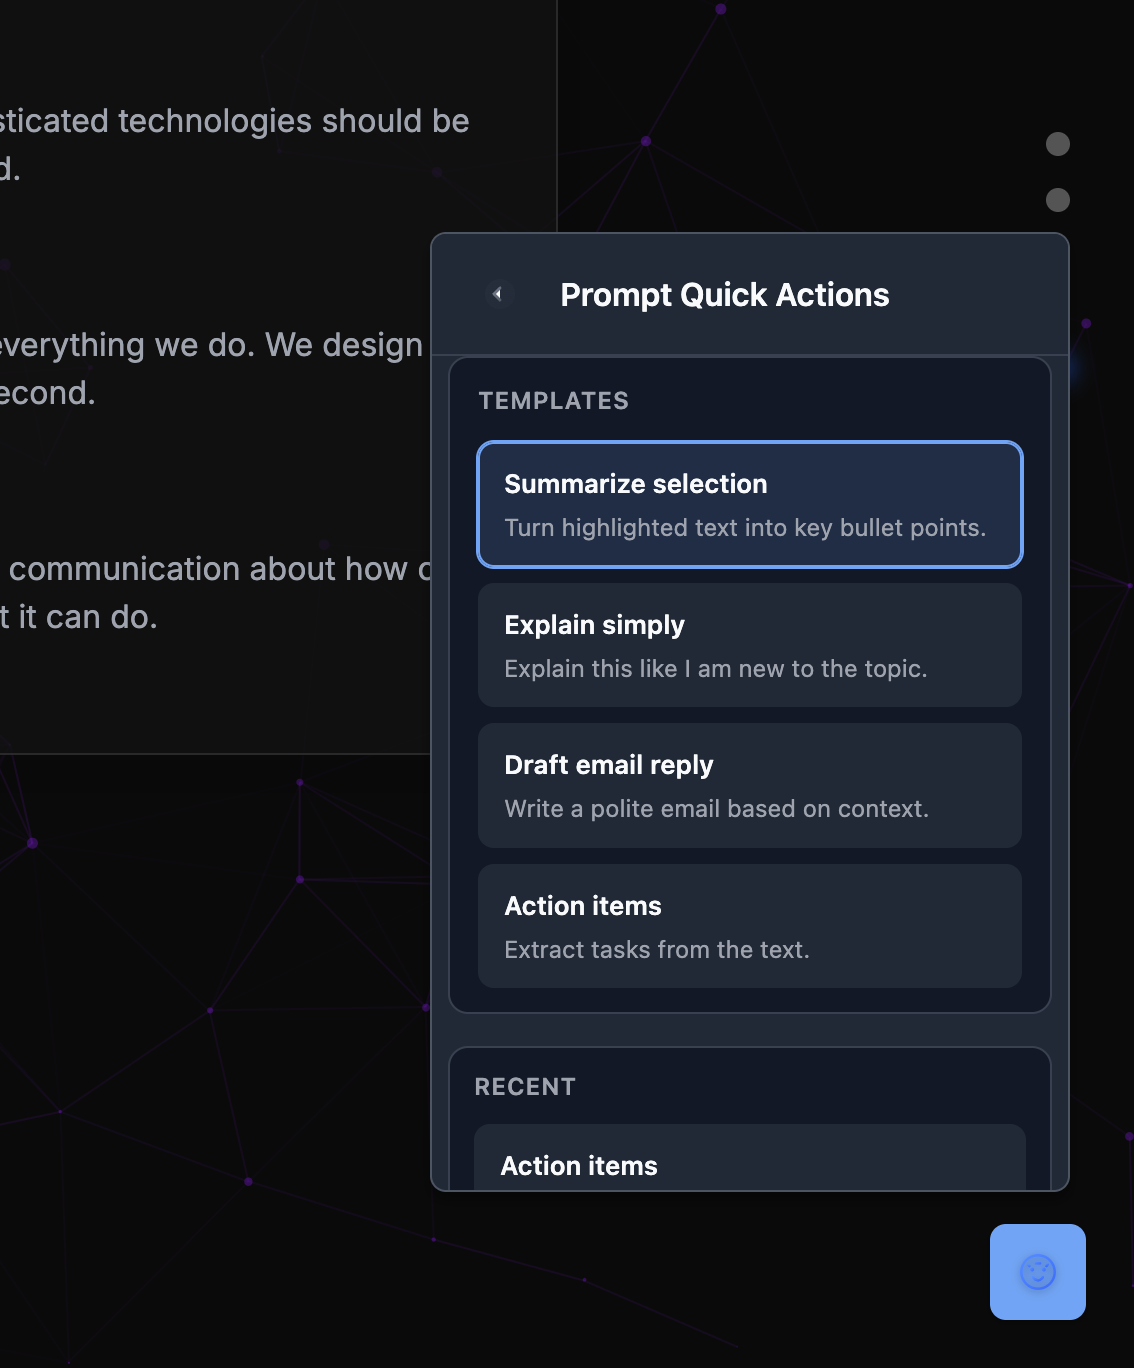 sticated technologies should be
d.
everything we do. We design
econd.
communication about how
t it can do.
Prompt Quick Actions
TEMPLATES
Summarize selection
Turn highlighted text into key bullet points.
Explain simply
Explain this like I am new to the topic.
Draft email reply
Write a polite email based on context.
Action items
Extract tasks from the text.
RECENT
Action items